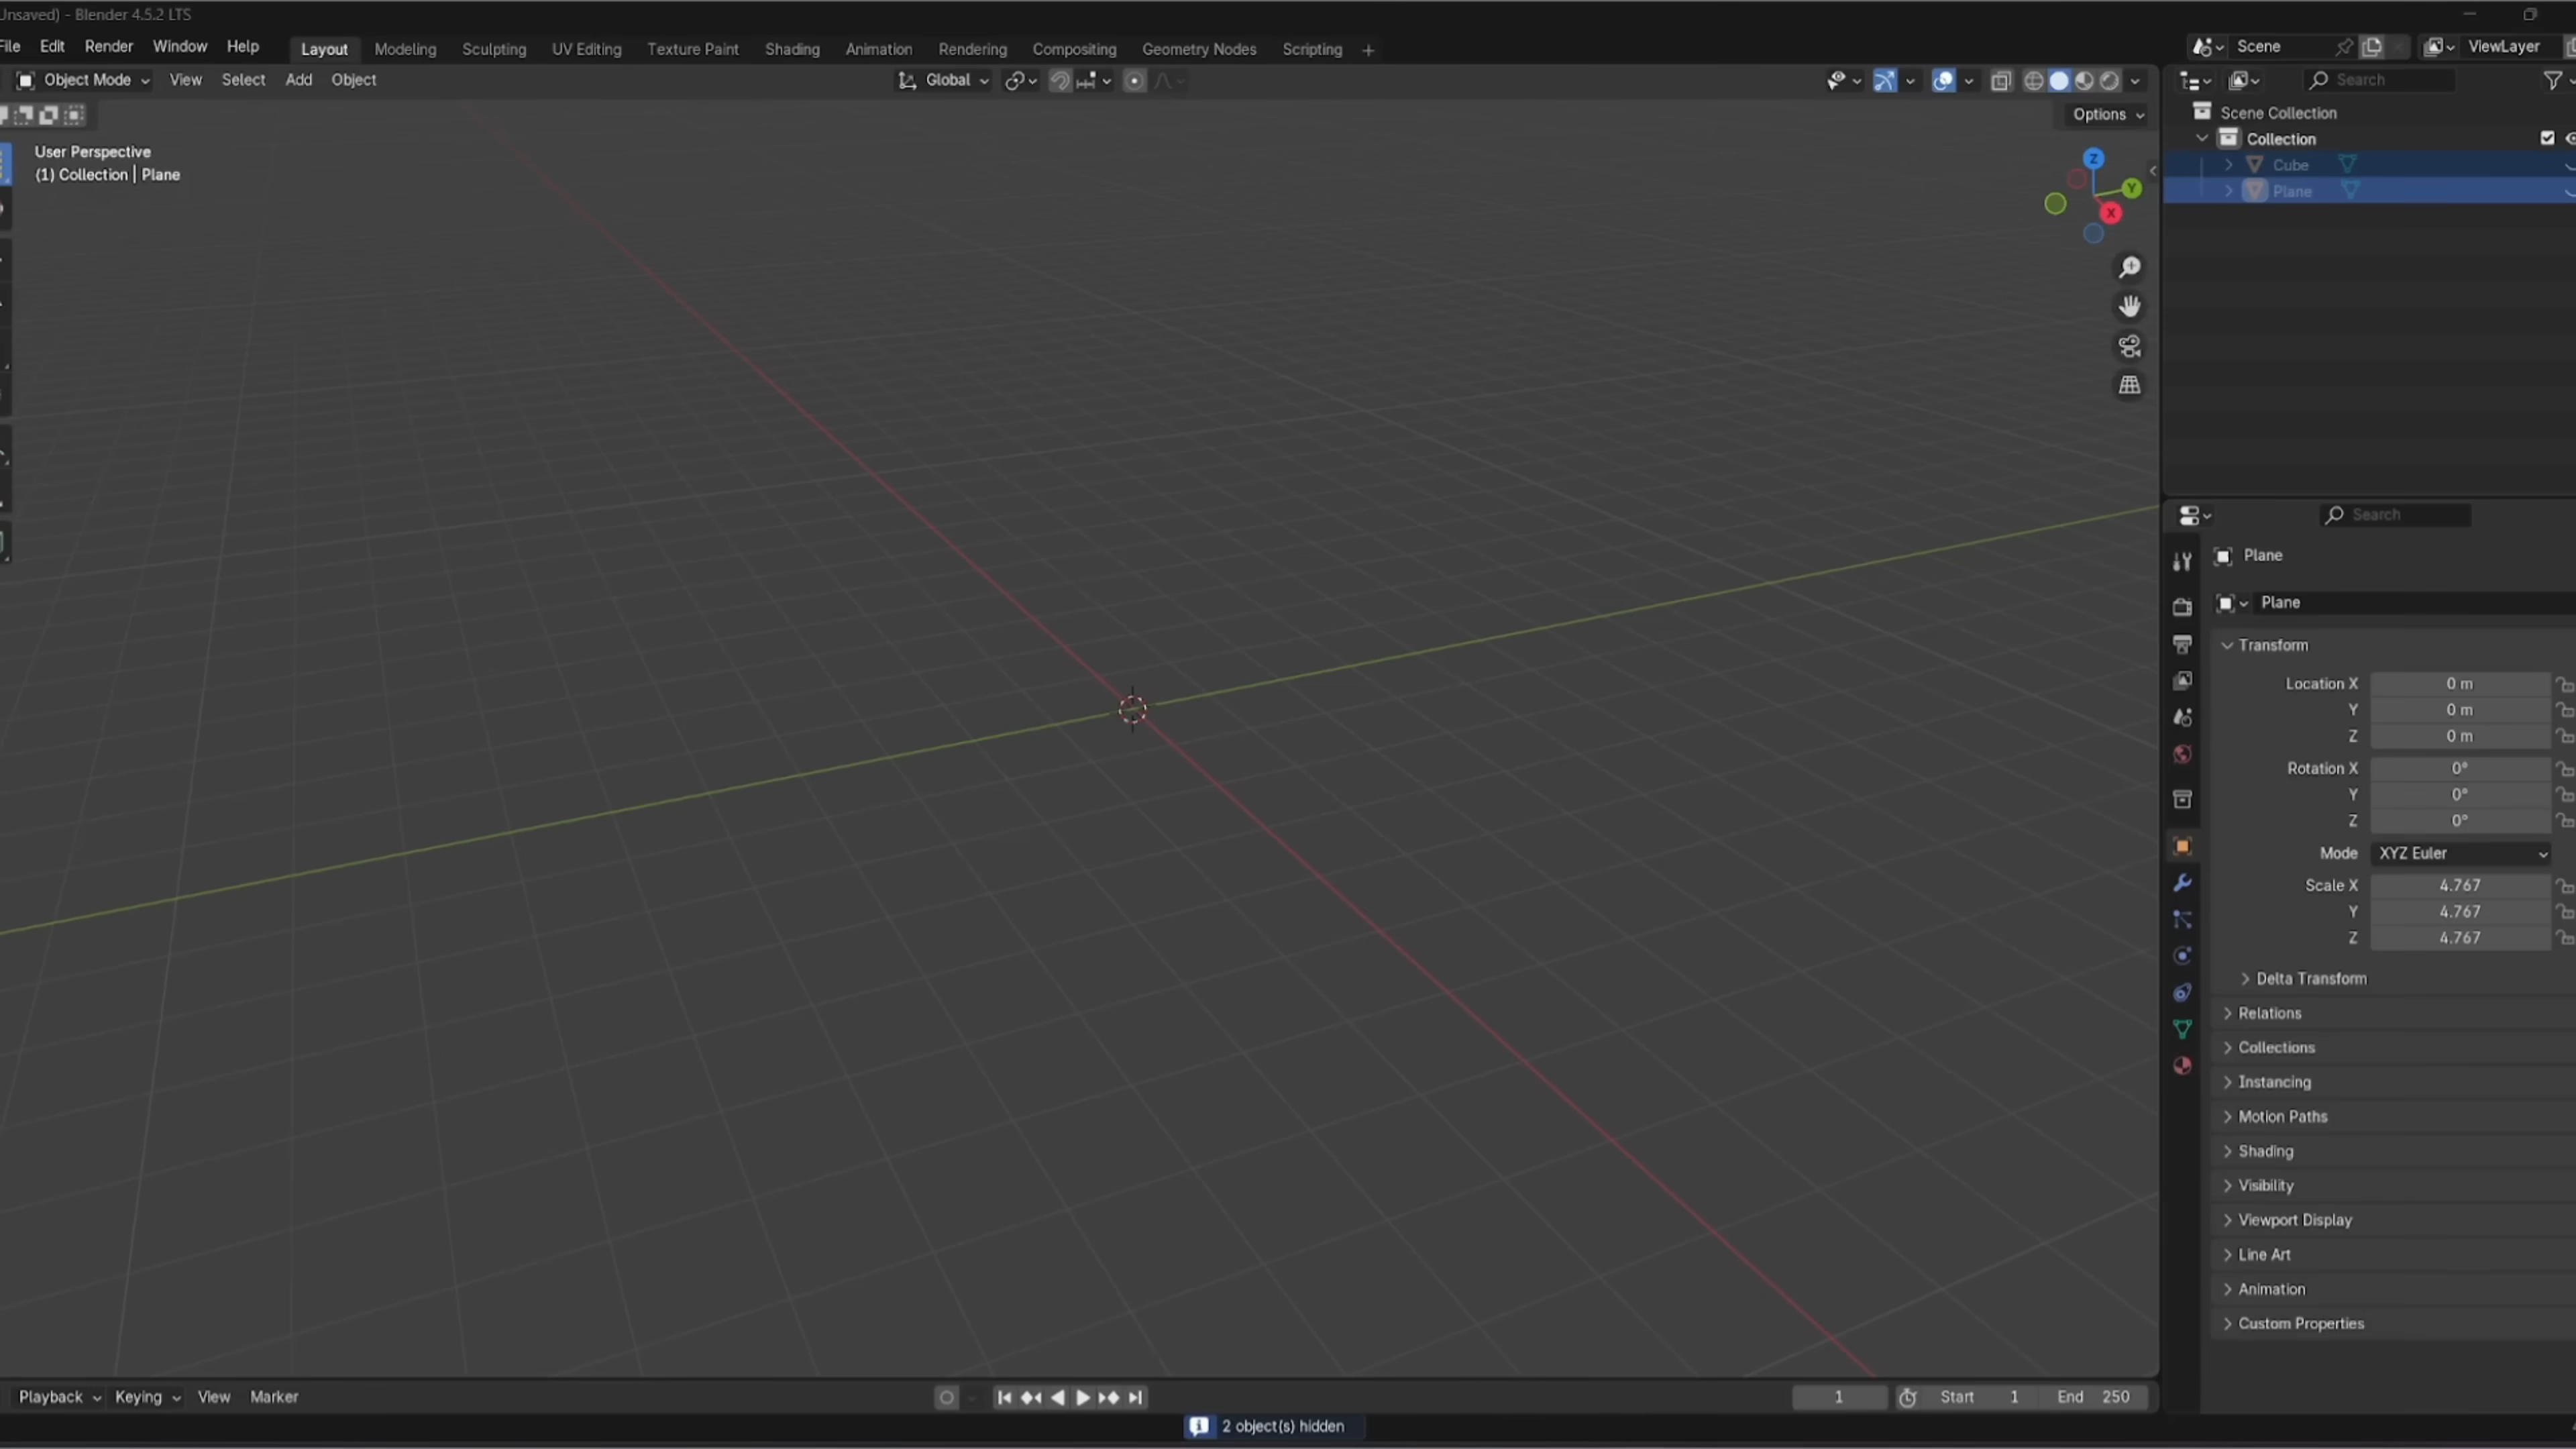 Unsaved) - Blender 4.5.2 LTS
File Edit Render Window Help Layout Modeling Sculpting UV Editing Texture Paint Shading Animation Rendering Compositing Geometry Nodes Scripting + Scene ViewLayer
Object Mode View Select Add Object Global Search
Options
User Perspective
(1) Collection | Plane
Z
Y
X
Scene Collection
Collection
Cube
Plane
Search
Plane
Plane
Transform
Location X 0 m
Y 0 m
Z 0 m
Rotation X 0°
Y 0°
Z 0°
Mode XYZ Euler
Scale X 4.767
Y 4.767
Z 4.767
Delta Transform
Relations
Collections
Instancing
Motion Paths
Shading
Visibility
Viewport Display
Line Art
Animation
Custom Properties
Playback Keying View Marker 1 Start 1 End 250
2 object(s) hidden